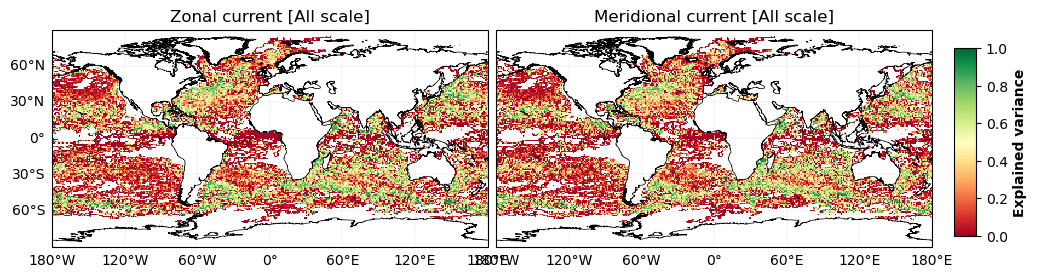 Zonal current [All scale]
Meridional current [All scale]
60°N
30°N
0°
30°S
60°S
180°W 120°W 60°W 0° 60°E 120°E 180°E
180°W 120°W 60°W 0° 60°E 120°E 180°E
1.0
0.8
0.6
0.4
0.2
0.0
Explained variance